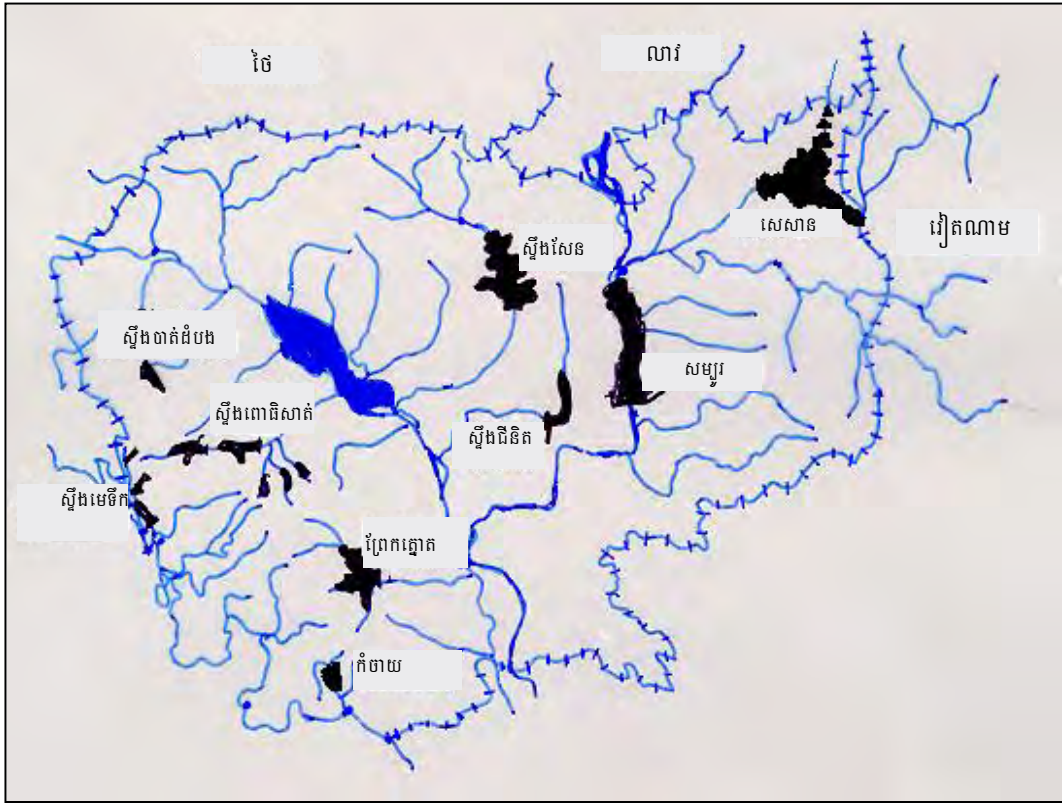 ថៃ
លាវ
សេសាន
វៀតណាម
ស្ទឹងសែន
ស្ទឹងបាត់ដំបង
សម្បូរ
ស្ទឹងពោធិសាត់
ស្ទឹងជីនិត
ស្ទឹងមេទឹក
ព្រែកត្នោត
កំចាយ